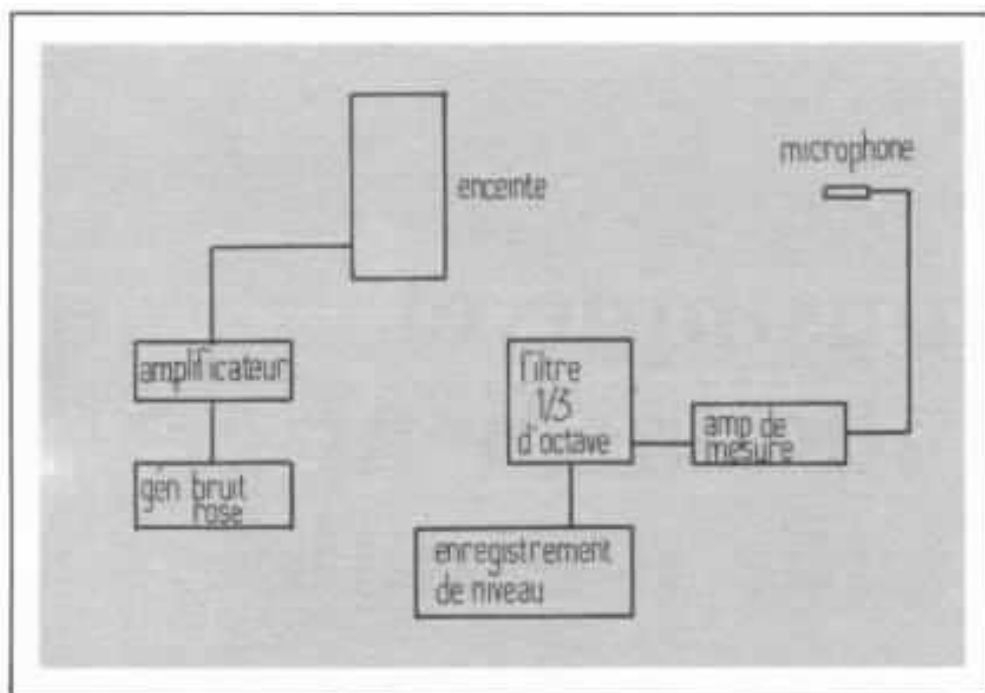 microphone
enceinte
amplificateur
filtre
1/3
d'octave
amp de
mesure
gén bruit
rose
enregistrement
de niveau